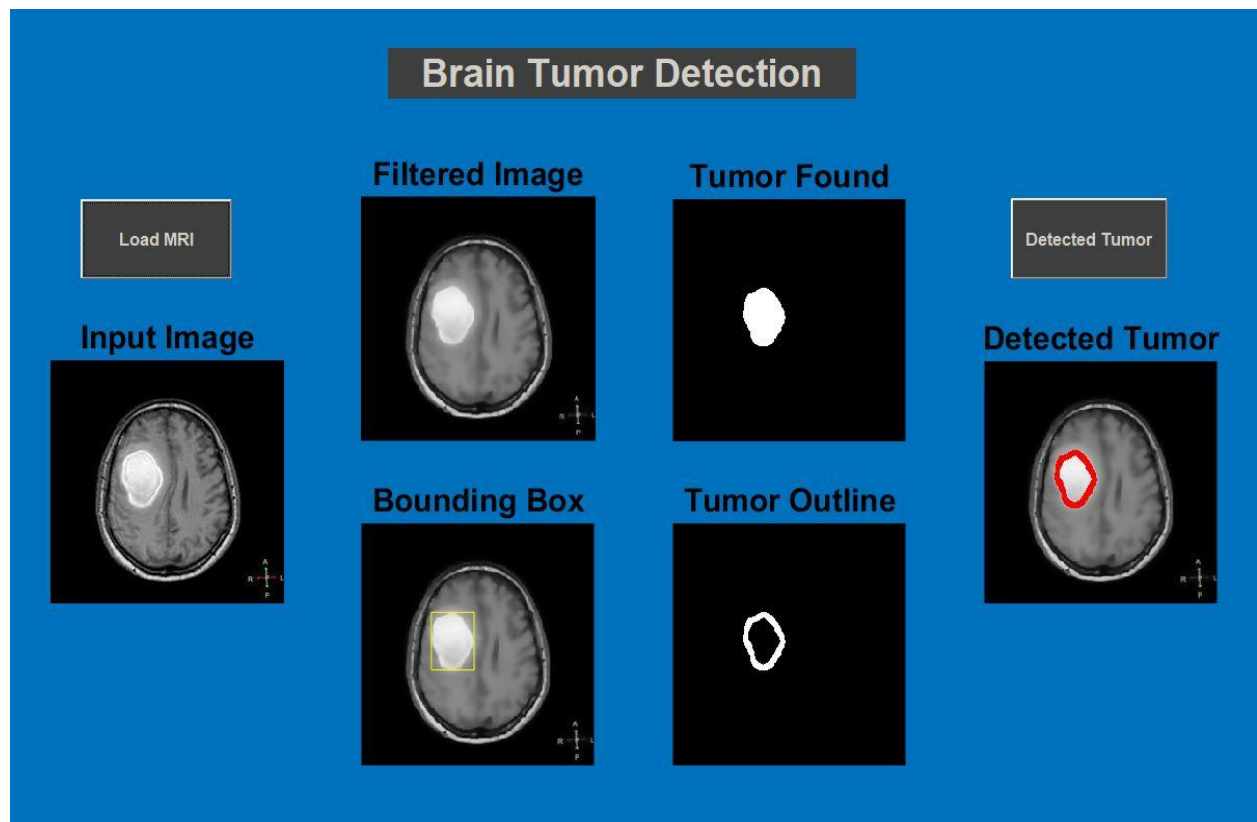 Brain Tumor Detection
Load MRI
Input Image
A
R
L
P
Filtered Image
A
R
L
P
Tumor Found
Bounding Box
A
R
L
P
Tumor Outline
Detected Tumor
Detected Tumor
A
R
L
P